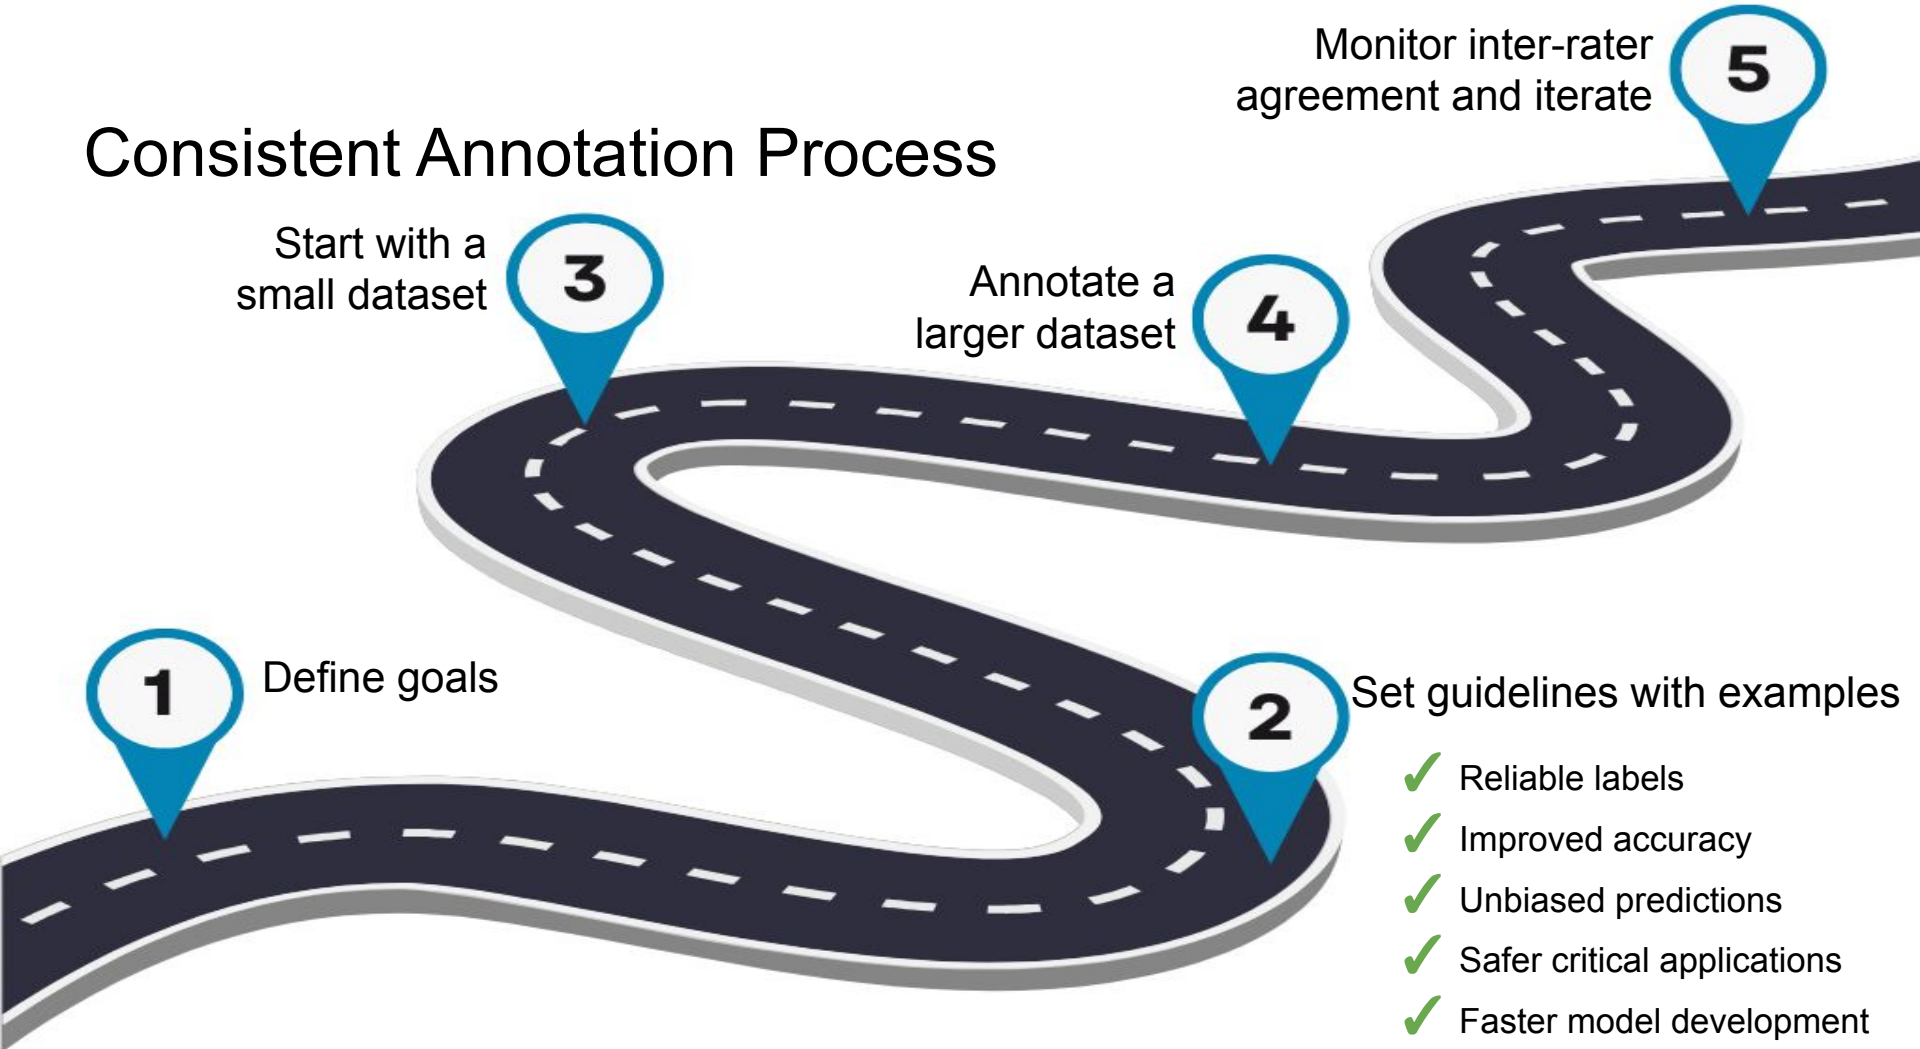 Consistent Annotation Process
1
Define goals
2
Set guidelines with examples
✓ Reliable labels
✓ Improved accuracy
✓ Unbiased predictions
✓ Safer critical applications
✓ Faster model development
3
Start with a
small dataset
4
Annotate a
larger dataset
5
Monitor inter-rater
agreement and iterate